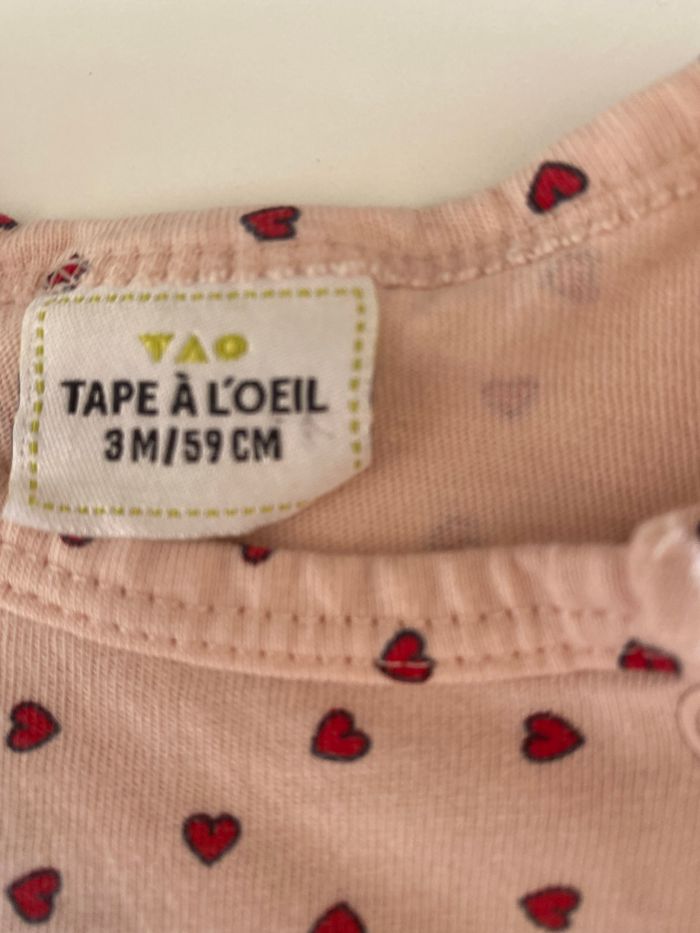 TAO
TAPE À L'OEIL
3M/59CM